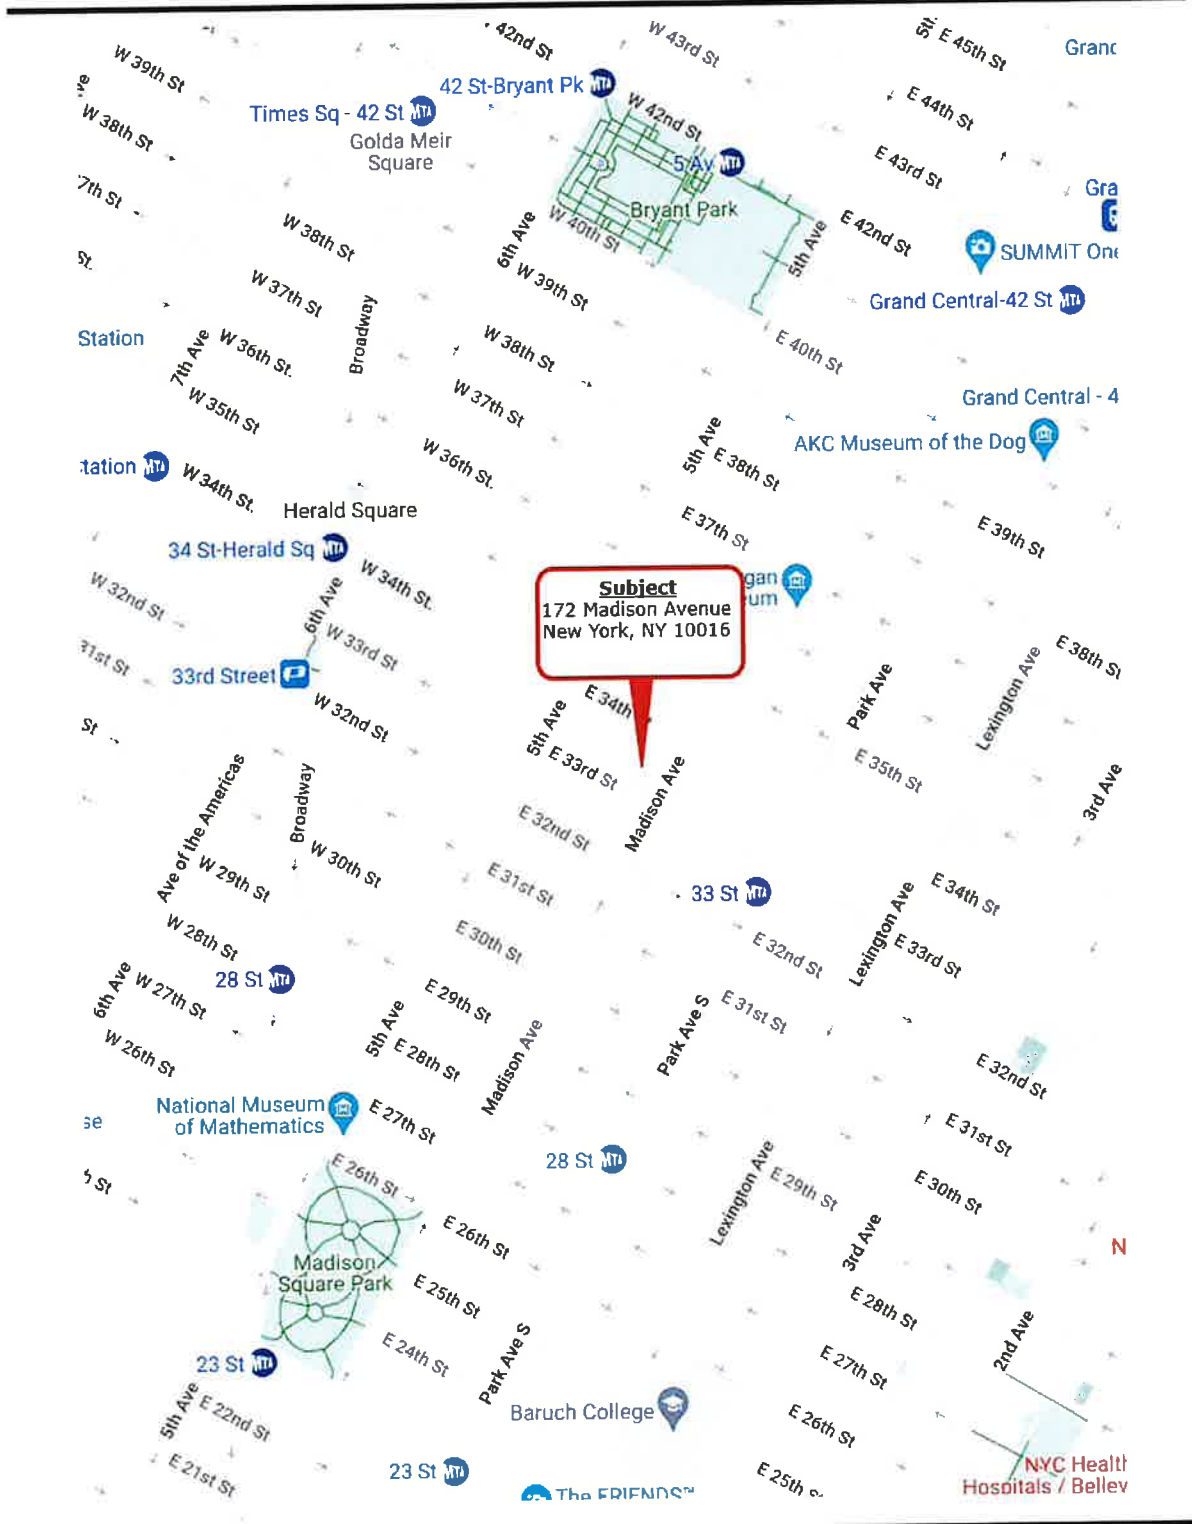 42nd St
W 43rd St
E 45th St
Grand
W 39th St
42 St-Bryant Pk
Times Sq - 42 St
Golda Meir
Square
W 42nd St
E 44th St
W 38th St
5 Av
E 43rd St
7th St
Bryant Park
W 38th St
6th Ave
W 40th St
5th Ave
E 42nd St
SUMMIT One
St.
W 37th St
Broadway
W 39th St
Grand Central-42 St
Station
7th Ave
W 36th St.
W 38th St
E 40th St
W 35th St
W 37th St
Grand Central - 4
5th Ave
E 38th St
AKC Museum of the Dog
tation
W 34th St.
W 36th St.
Herald Square
E 37th St
E 39th St
34 St-Herald Sq
W 34th St.
W 32nd St
6th Ave
Subject
172 Madison Avenue
New York, NY 10016
gan
um
31st St
W 33rd St
33rd Street
E 38th St
Lexington Ave
Park Ave
W 32nd St
E 34th
5th Ave
E 33rd St
St
Madison Ave
E 35th St
3rd Ave
Ave of the Americas
Broadway
E 32nd St
W 30th St
W 29th St
E 31st St
33 St
E 34th St
W 28th St
E 30th St
E 32nd St
Lexington Ave
E 33rd St
28 St
6th Ave
W 27th St
E 29th St
5th Ave
Madison Ave
Park Ave S
E 31st St
W 26th St
E 28th St
E 32nd St
National Museum
of Mathematics
E 27th St
se
E 31st St
28 St
E 26th St
St
Lexington Ave
E 29th St
E 30th St
E 26th St
3rd Ave
N
Madison
Square Park
E 25th St
E 28th St
E 24th St
Park Ave S
2nd Ave
23 St
E 27th St
5th Ave
E 22nd St
Baruch College
E 26th St
E 21st St
23 St
E 25th
The FRIENDS™
NYC Health
Hospitals / Bellev